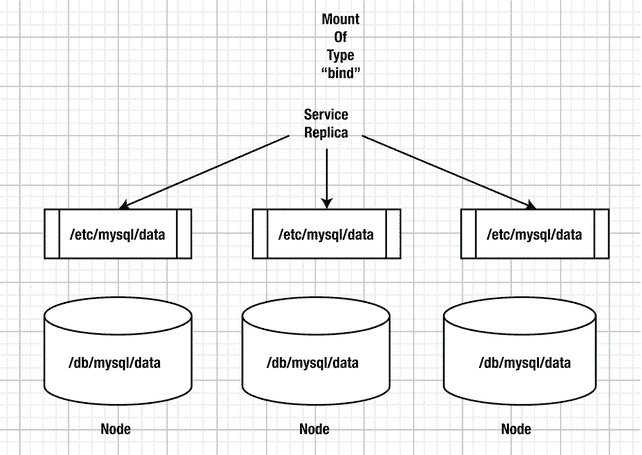 Mount
Of
Type
“bind”
Service
Replica
/etc/mysql/data
/etc/mysql/data
/etc/mysql/data
/db/mysql/data
/db/mysql/data
/db/mysql/data
Node
Node
Node